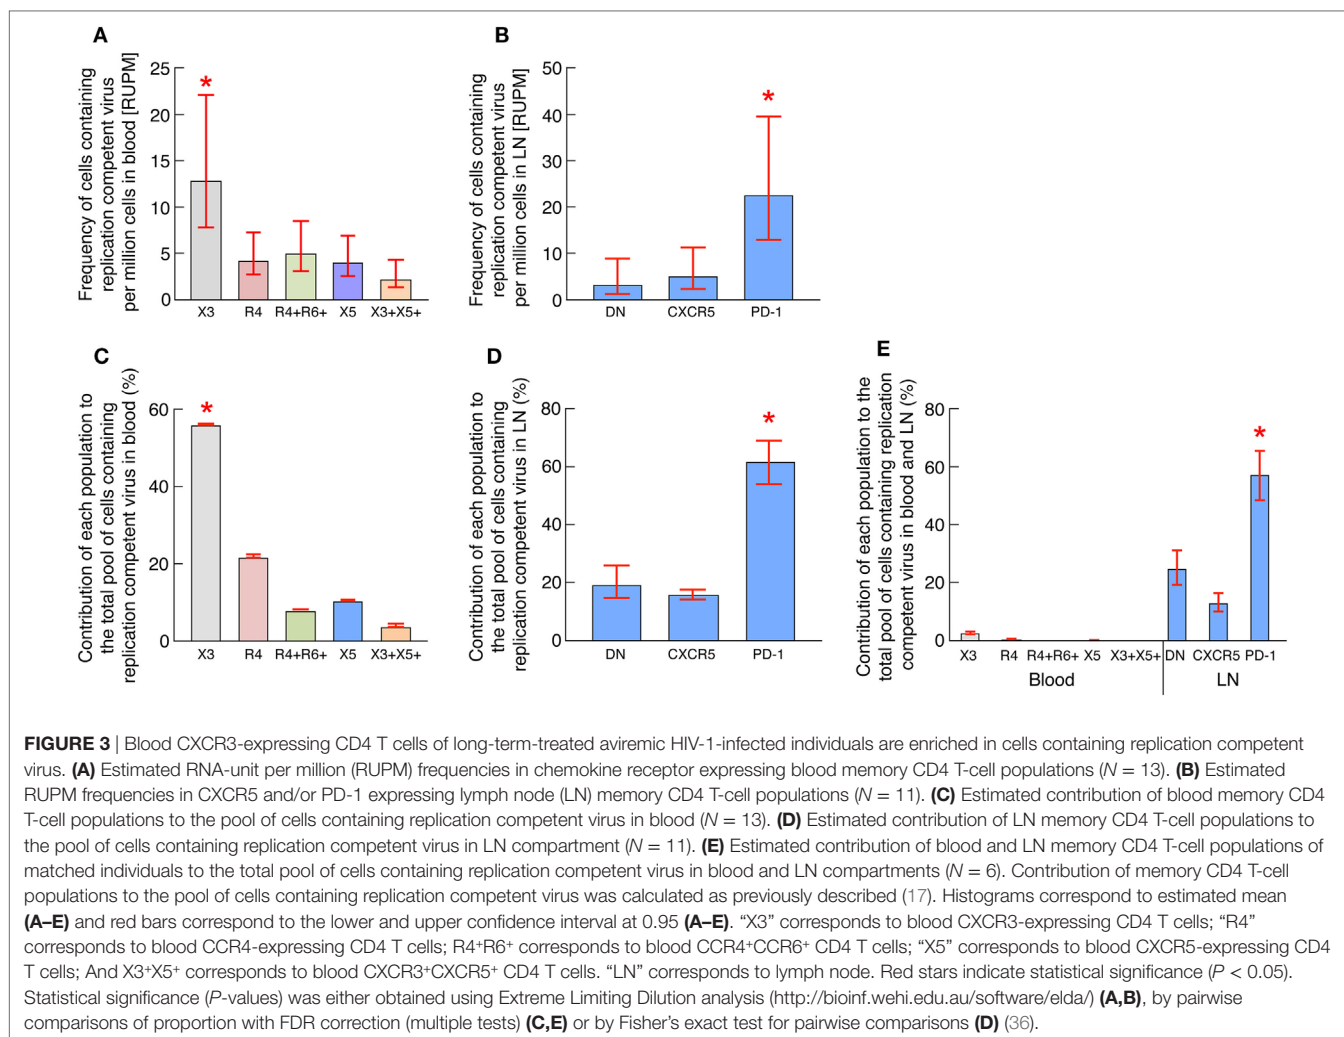 A
Frequency of cells containing
replication competent virus
per million cells in blood [RUPM]
25
20
15
10
5
0
*
X3 R4 R4+R6+ X5 X3+X5+
B
Frequency of cells containing
replication competent virus
per million cells in LN [RUPM]
50
40
30
20
10
0
*
DN CXCR5 PD-1
C
Contribution of each population to
the total pool of cells containing
replication competent virus in blood (%)
60
40
20
0
*
X3 R4 R4+R6+ X5 X3+X5+
D
Contribution of each population to
the total pool of cells containing
replication competent virus in LN (%)
80
60
40
20
0
*
DN CXCR5 PD-1
E
Contribution of each population to the
total pool of cells containing replication
competent virus in blood and LN (%)
80
60
40
20
0
*
X3 R4 R4+R6+ X5 X3+X5+ DN CXCR5 PD-1
Blood LN
FIGURE 3 | Blood CXCR3-expressing CD4 T cells of long-term-treated aviremic HIV-1-infected individuals are enriched in cells containing replication competent
virus. (A) Estimated RNA-unit per million (RUPM) frequencies in chemokine receptor expressing blood memory CD4 T-cell populations (N = 13). (B) Estimated
RUPM frequencies in CXCR5 and/or PD-1 expressing lymph node (LN) memory CD4 T-cell populations (N = 11). (C) Estimated contribution of blood memory CD4
T-cell populations to the pool of cells containing replication competent virus in blood (N = 13). (D) Estimated contribution of LN memory CD4 T-cell populations to
the pool of cells containing replication competent virus in LN compartment (N = 11). (E) Estimated contribution of blood and LN memory CD4 T-cell populations of
matched individuals to the total pool of cells containing replication competent virus in blood and LN compartments (N = 6). Contribution of memory CD4 T-cell
populations to the pool of cells containing replication competent virus was calculated as previously described (17). Histograms correspond to estimated mean
(A–E) and red bars correspond to the lower and upper confidence interval at 0.95 (A–E). “X3” corresponds to blood CXCR3-expressing CD4 T cells; “R4”
corresponds to blood CCR4-expressing CD4 T cells; R4⁺R6⁺ corresponds to blood CCR4⁺CCR6⁺ CD4 T cells; “X5” corresponds to blood CXCR5-expressing CD4
T cells; And X3⁺X5⁺ corresponds to blood CXCR3⁺CXCR5⁺ CD4 T cells. “LN” corresponds to lymph node. Red stars indicate statistical significance (P < 0.05).
Statistical significance (P-values) was either obtained using Extreme Limiting Dilution analysis (http://bioinf.wehi.edu.au/software/elda/) (A,B), by pairwise
comparisons of proportion with FDR correction (multiple tests) (C,E) or by Fisher’s exact test for pairwise comparisons (D) (36).